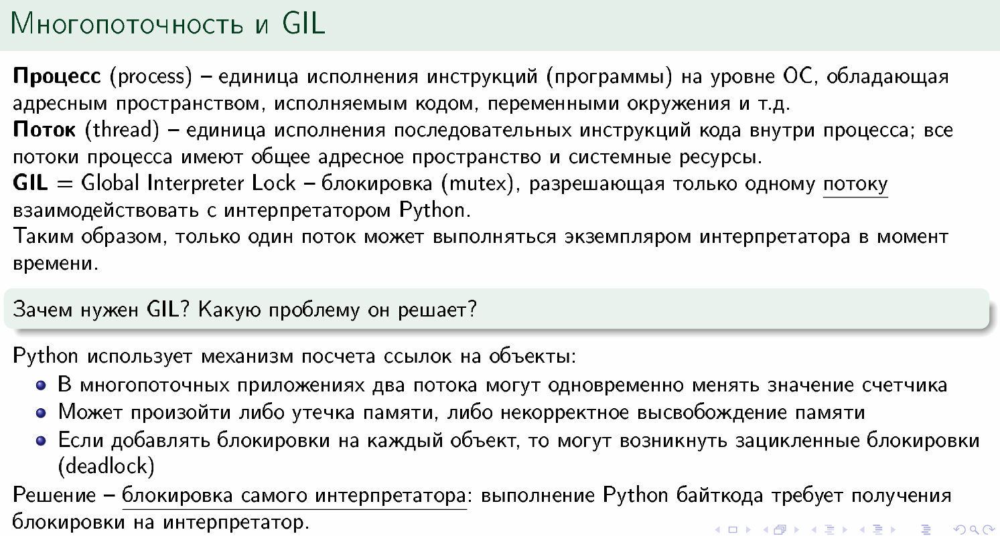 Многопоточность и GIL
Процесс (process) – единица исполнения инструкций (программы) на уровне ОС, обладающая
адресным пространством, исполняемым кодом, переменными окружения и т.д.
Поток (thread) – единица исполнения последовательных инструкций кода внутри процесса; все
потоки процесса имеют общее адресное пространство и системные ресурсы.
GIL = Global Interpreter Lock – блокировка (mutex), разрешающая только одному потоку
взаимодействовать с интерпретатором Python.
Таким образом, только один поток может выполняться экземпляром интерпретатора в момент
времени.
Зачем нужен GIL? Какую проблему он решает?
Python использует механизм посчета ссылок на объекты:
В многопоточных приложениях два потока могут одновременно менять значение счетчика
Может произойти либо утечка памяти, либо некорректное высвобождение памяти
Если добавлять блокировки на каждый объект, то могут возникнуть зацикленные блокировки
(deadlock)
Решение – блокировка самого интерпретатора: выполнение Python байткода требует получения
блокировки на интерпретатор.